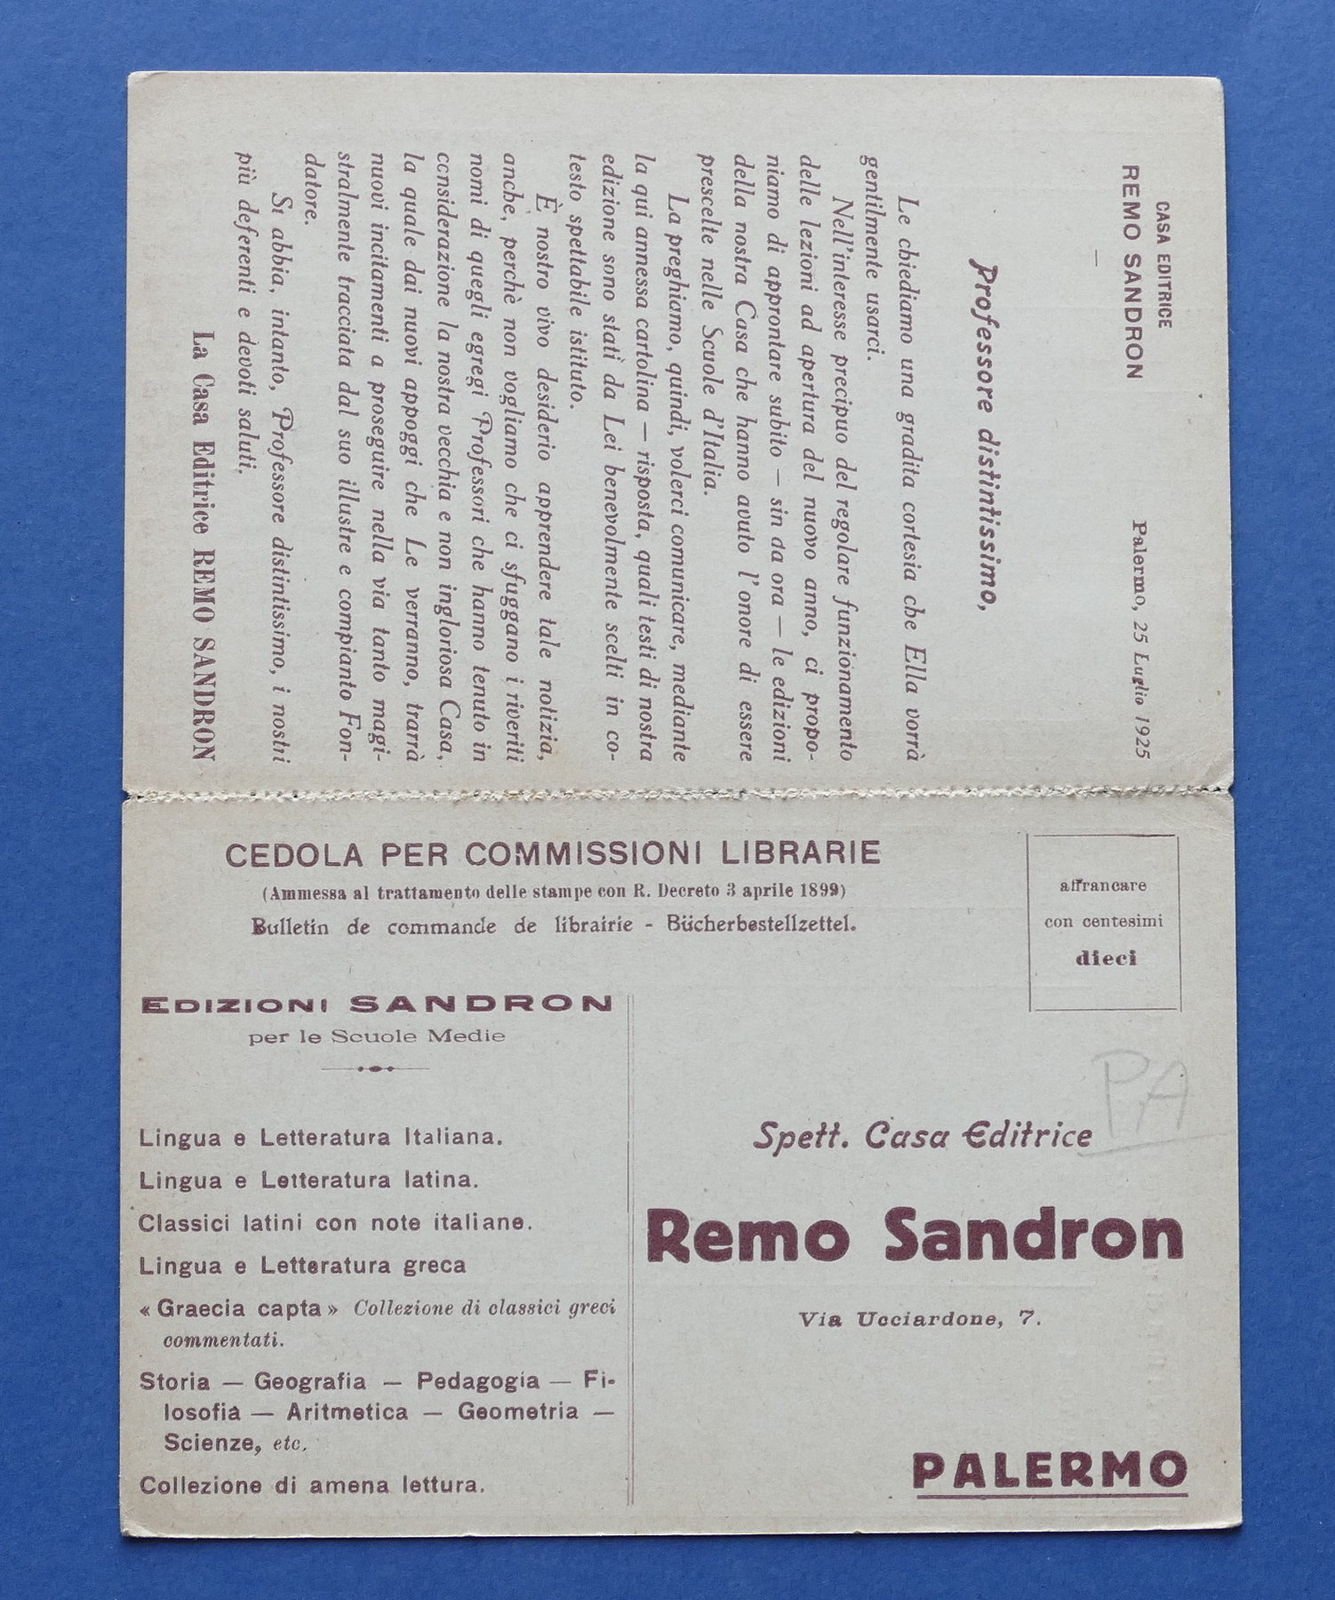 CASA EDITRICE
REMO SANDRON
Palermo, 25 Luglio 1925
Professore distintissimo,
Le chiediamo una gradita cortesia che Ella vorrà
gentilmente usarci.
Nell'interesse precipuo del regolare funzionamento
delle lezioni ad apertura del nuovo anno, ci propo-
niamo di approntare subito — sin da ora — le edizioni
della nostra Casa che hanno avuto l'onore di essere
prescelte nelle Scuole d'Italia.
La preghiamo, quindi, volerci comunicare, mediante
la qui annessa cartolina — risposta, quali testi di nostra
edizione sono stati da Lei benevolmente scelti in co-
testo spettabile istituto.
È nostro vivo desiderio apprendere tale notizia,
anche, perchè non vogliamo che ci sfuggano i riveriti
nomi di quegli egregi Professori che hanno tenuto in
considerazione la nostra vecchia e non ingloriosa Casa,
la quale dai nuovi appoggi che Le verranno, trarrà
nuovi incitamenti a proseguire nella via tanto magi-
stralmente tracciata dal suo illustre e compianto Fon-
datore.
Si abbia, intanto, Professore distintissimo, i nostri
più deferenti e devoti saluti.
La Casa Editrice REMO SANDRON
CEDOLA PER COMMISSIONI LIBRARIE
(Ammessa al trattamento delle stampe con R. Decreto 3 aprile 1899)
Bulletin de commande de librairie - Bücherbestellzettel.
affrancare
con centesimi
dieci
EDIZIONI SANDRON
per le Scuole Medie
Lingua e Letteratura Italiana.
Lingua e Letteratura latina.
Classici latini con note italiane.
Lingua e Letteratura greca
« Graecia capta » Collezione di classici greci
commentati.
Storia — Geografia — Pedagogia — Fi-
losofia — Aritmetica — Geometria —
Scienze, etc.
Collezione di amena lettura.
PA
Spett. Casa Editrice
Remo Sandron
Via Ucciardone, 7.
PALERMO